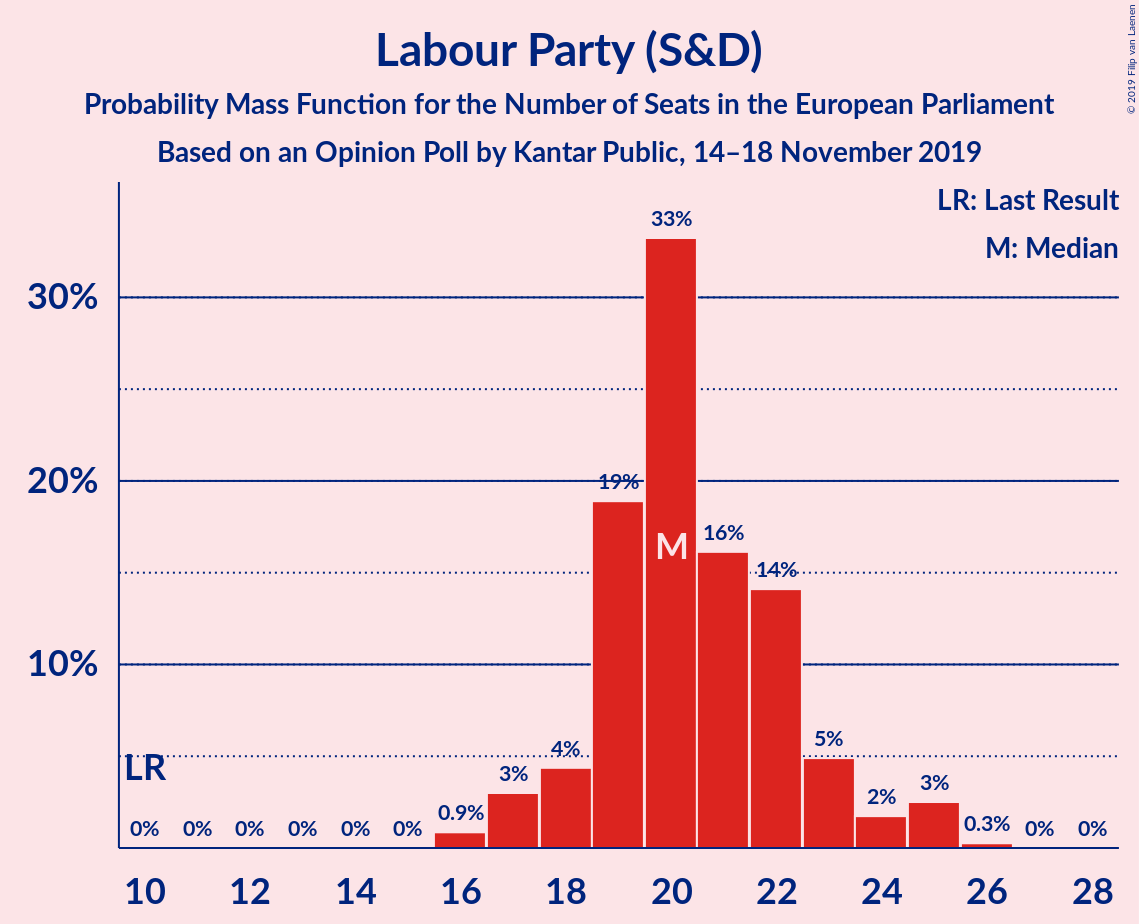 Labour Party (S&D)
Probability Mass Function for the Number of Seats in the European Parliament
Based on an Opinion Poll by Kantar Public, 14–18 November 2019
© 2019 Filip van Laenen
LR: Last Result
M: Median
33%
30%
20%
19%
M
16%
14%
10%
LR
5%
4%
3%
3%
2%
0.9%
0.3%
0% 0% 0% 0% 0% 0% 0% 0%
10 12 14 16 18 20 22 24 26 28